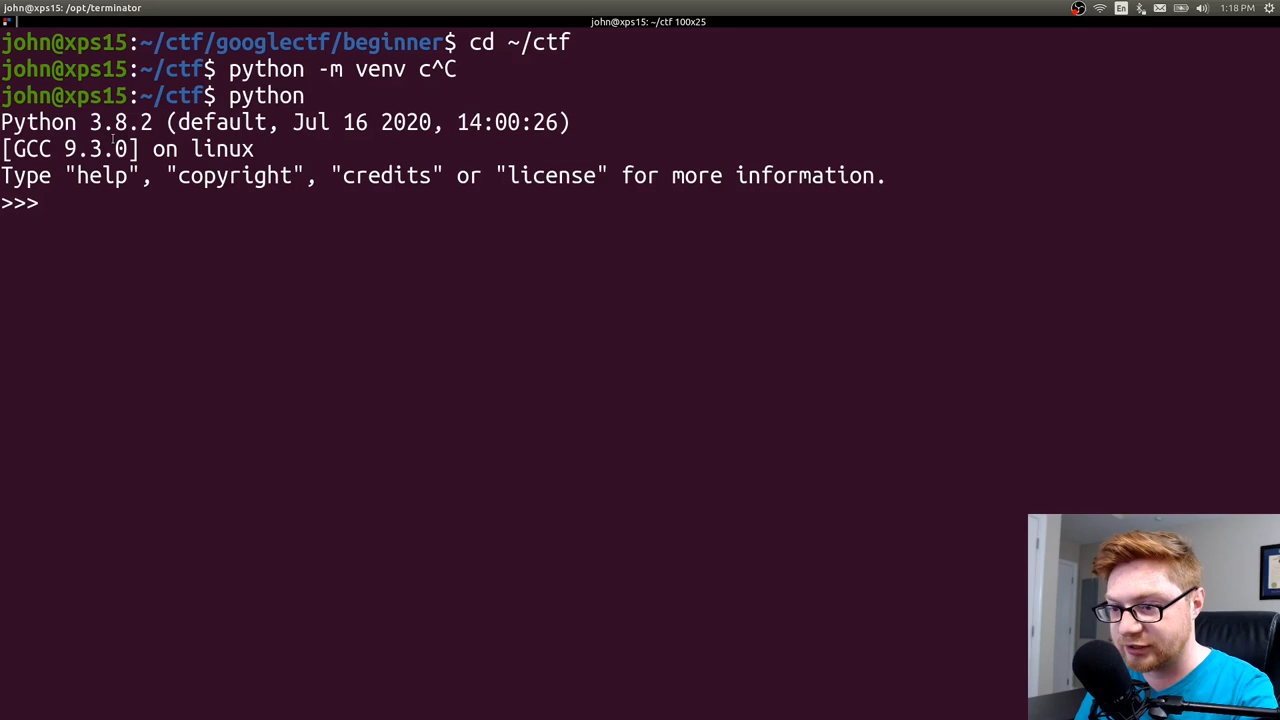 john@xps15: /opt/terminator
En
1:18 PM
john@xps15: ~/ctf 100x25
john@xps15:~/ctf/googlectf/beginner$ cd ~/ctf
john@xps15:~/ctf$ python -m venv c^C
john@xps15:~/ctf$ python
Python 3.8.2 (default, Jul 16 2020, 14:00:26)
[GCC 9.3.0] on linux
Type "help", "copyright", "credits" or "license" for more information.
>>>